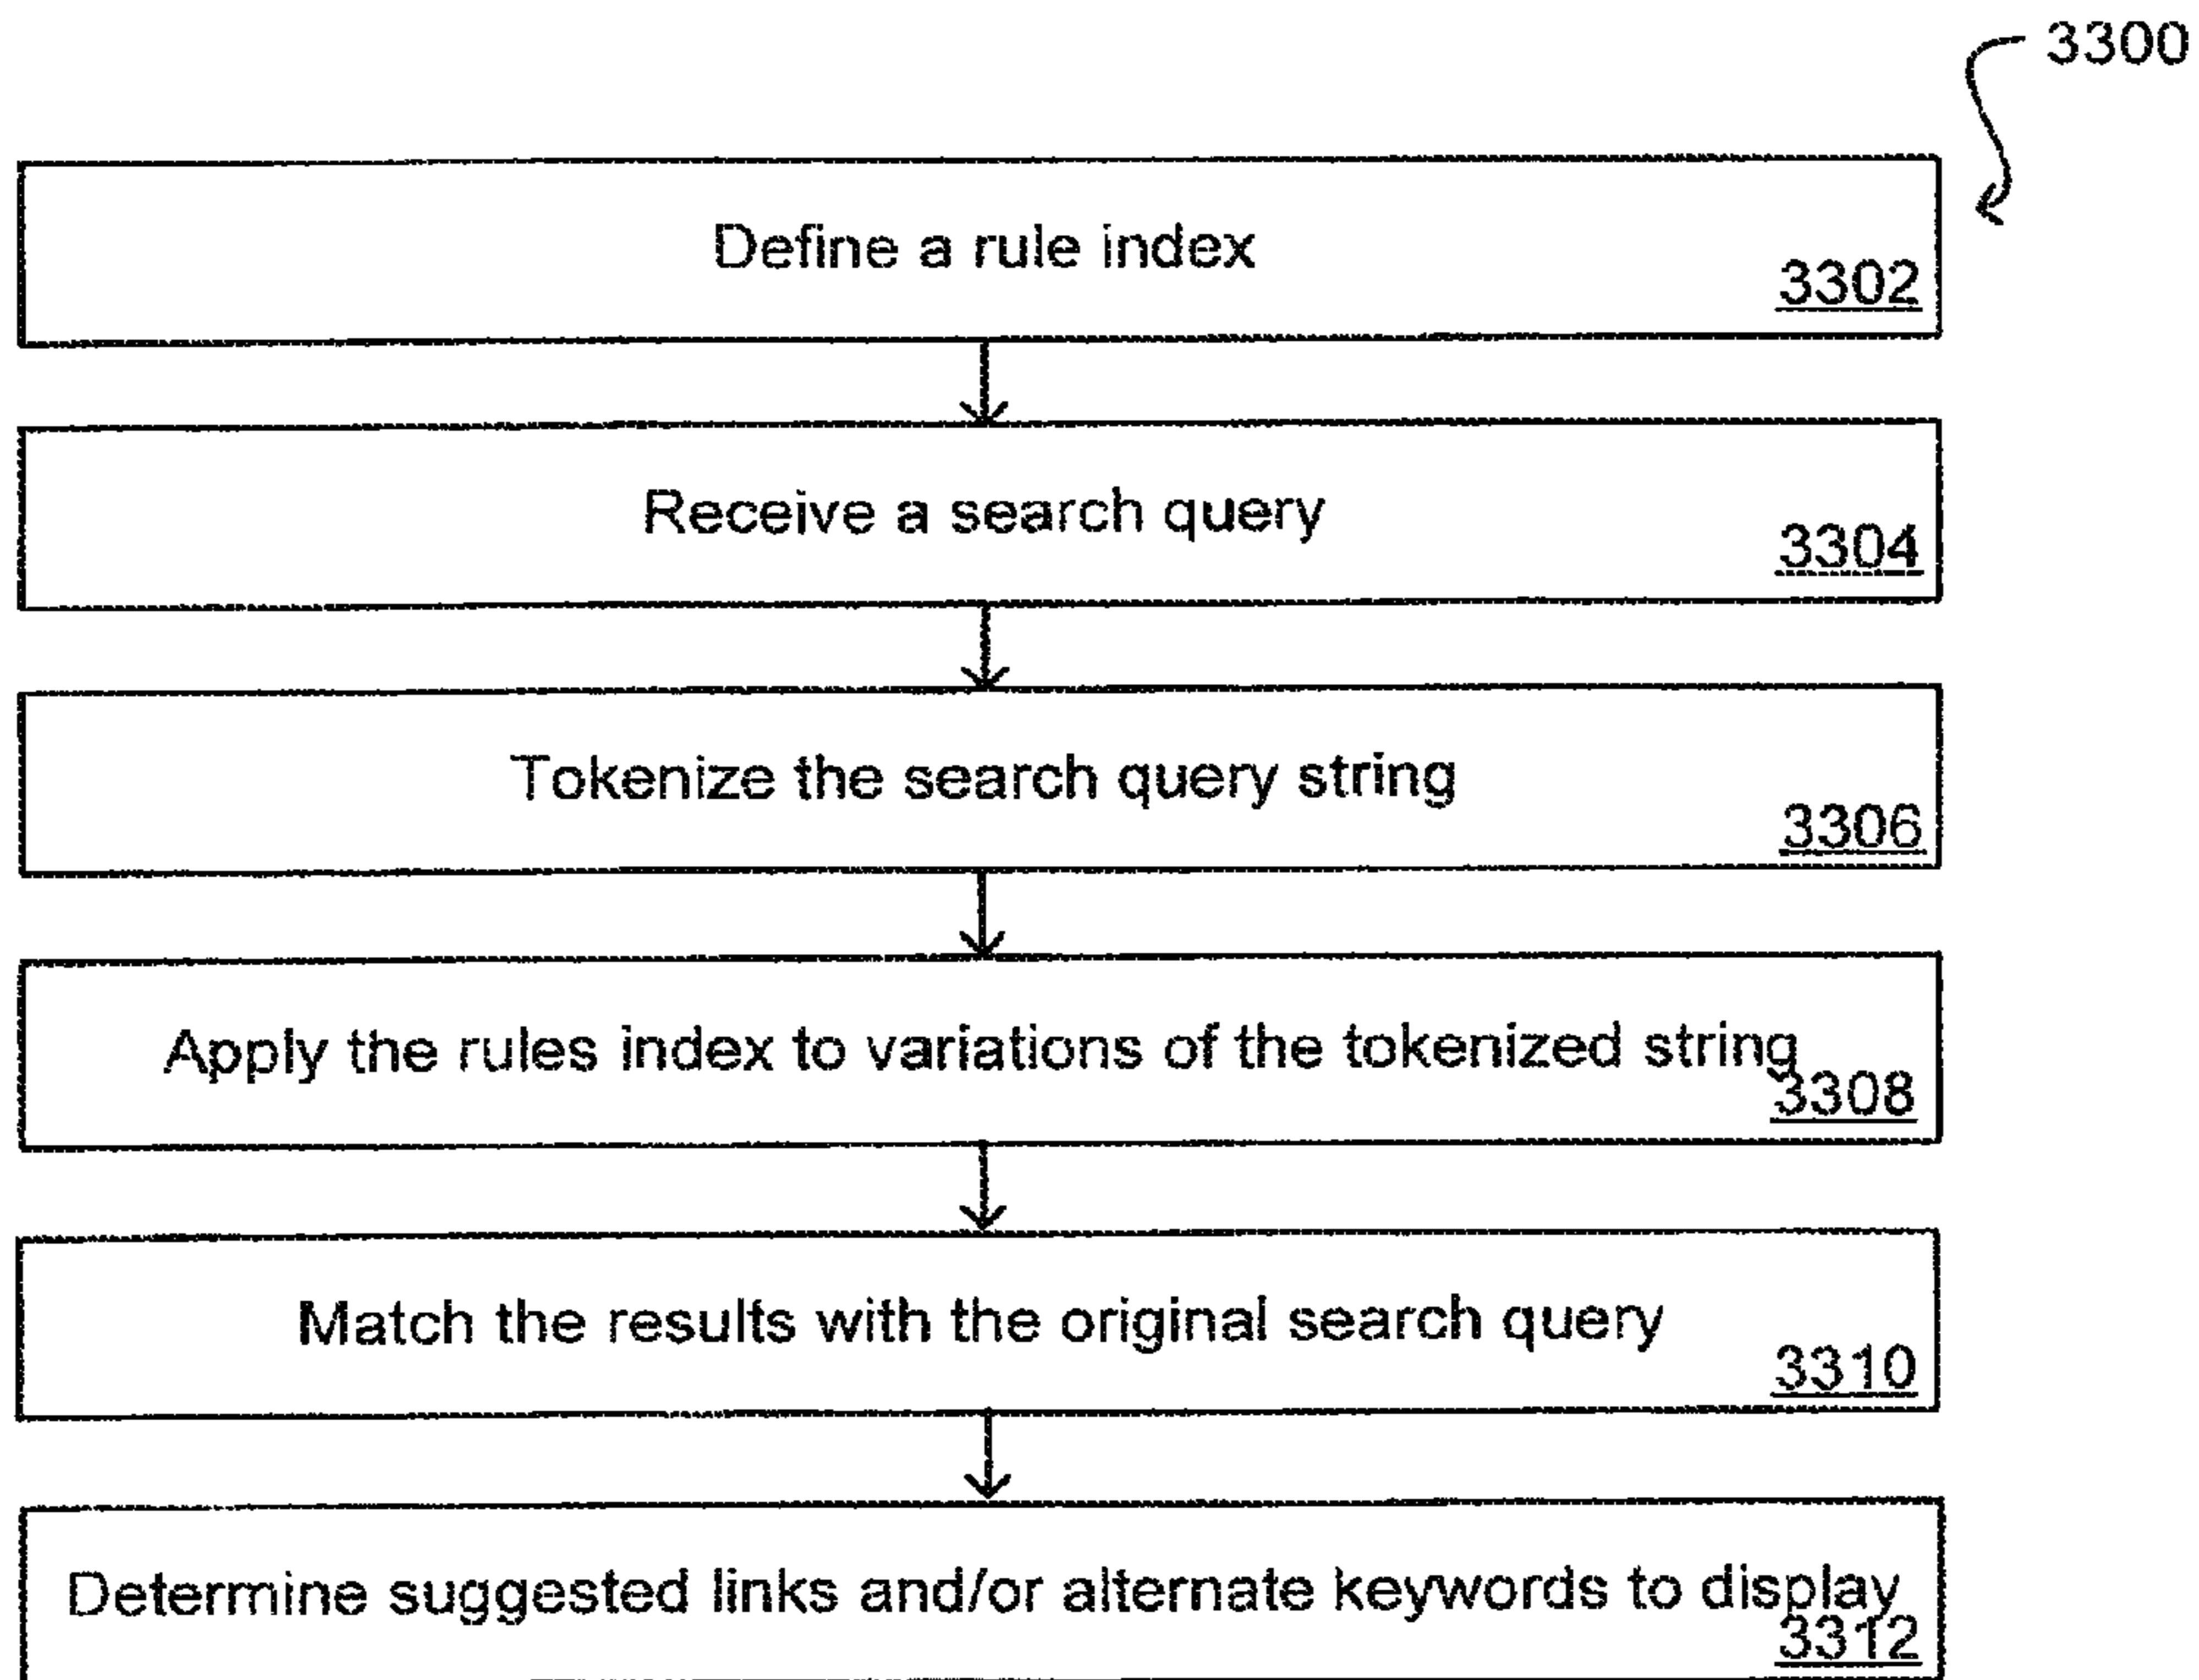 3300
Define a rule index
3302
Receive a search query
3304
Tokenize the search query string
3306
Apply the rules index to variations of the tokenized string
3308
Match the results with the original search query
3310
Determine suggested links and/or alternate keywords to display
3312